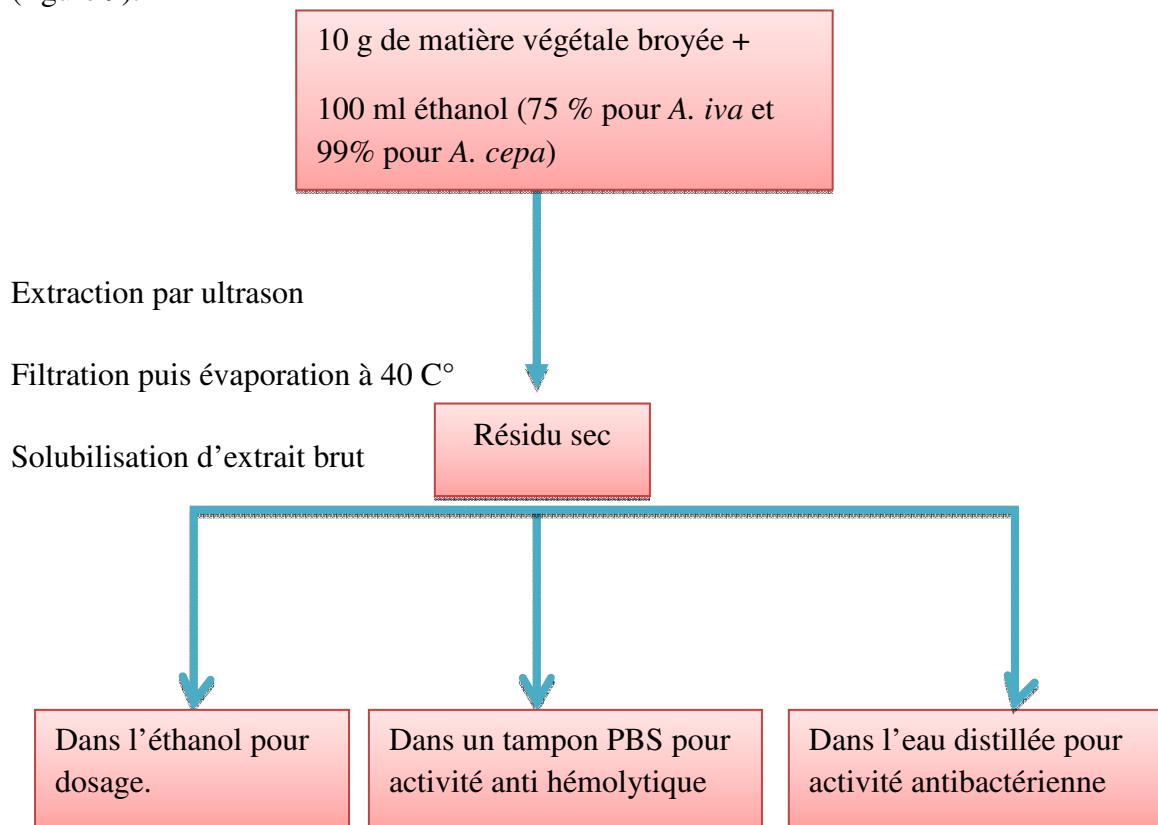 10 g de matière végétale broyée +
100 ml éthanol (75 % pour A. iva et
99% pour A. cepa)
Extraction par ultrason
Filtration puis évaporation à 40 C°
Résidu sec
Solubilisation d’extrait brut
Dans l’éthanol pour
dosage.
Dans un tampon PBS pour
activité anti hémolytique
Dans l’eau distillée pour
activité antibactérienne